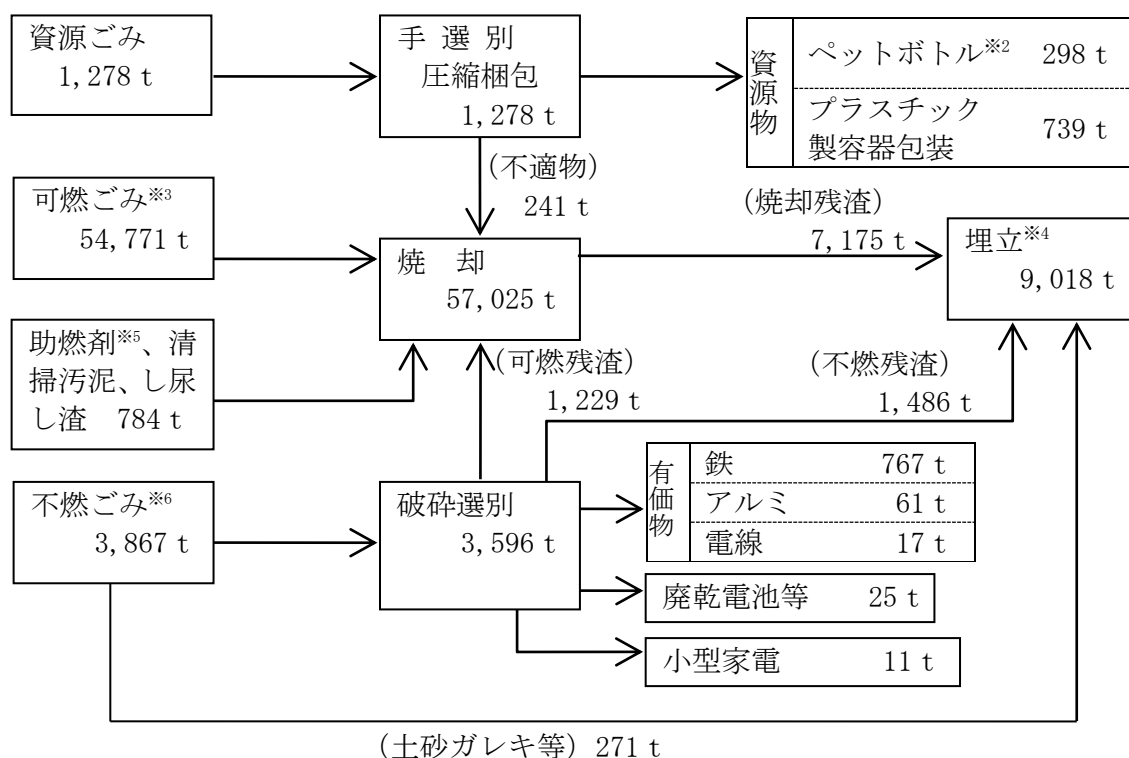 資源ごみ
1,278 t
手 選 別
圧縮梱包
1,278 t
資源物
ペットボトル※2 298 t
プラスチック
製容器包装 739 t
(不適物)
241 t
可燃ごみ※3
54,771 t
焼 却
57,025 t
(焼却残渣)
7,175 t
埋立※4
9,018 t
助燃剤※5、清
掃汚泥、し尿
し渣 784 t
(可燃残渣)
1,229 t
(不燃残渣)
1,486 t
不燃ごみ※6
3,867 t
破砕選別
3,596 t
有価物
鉄 767 t
アルミ 61 t
電線 17 t
廃乾電池等 25 t
小型家電 11 t
(土砂ガレキ等) 271 t